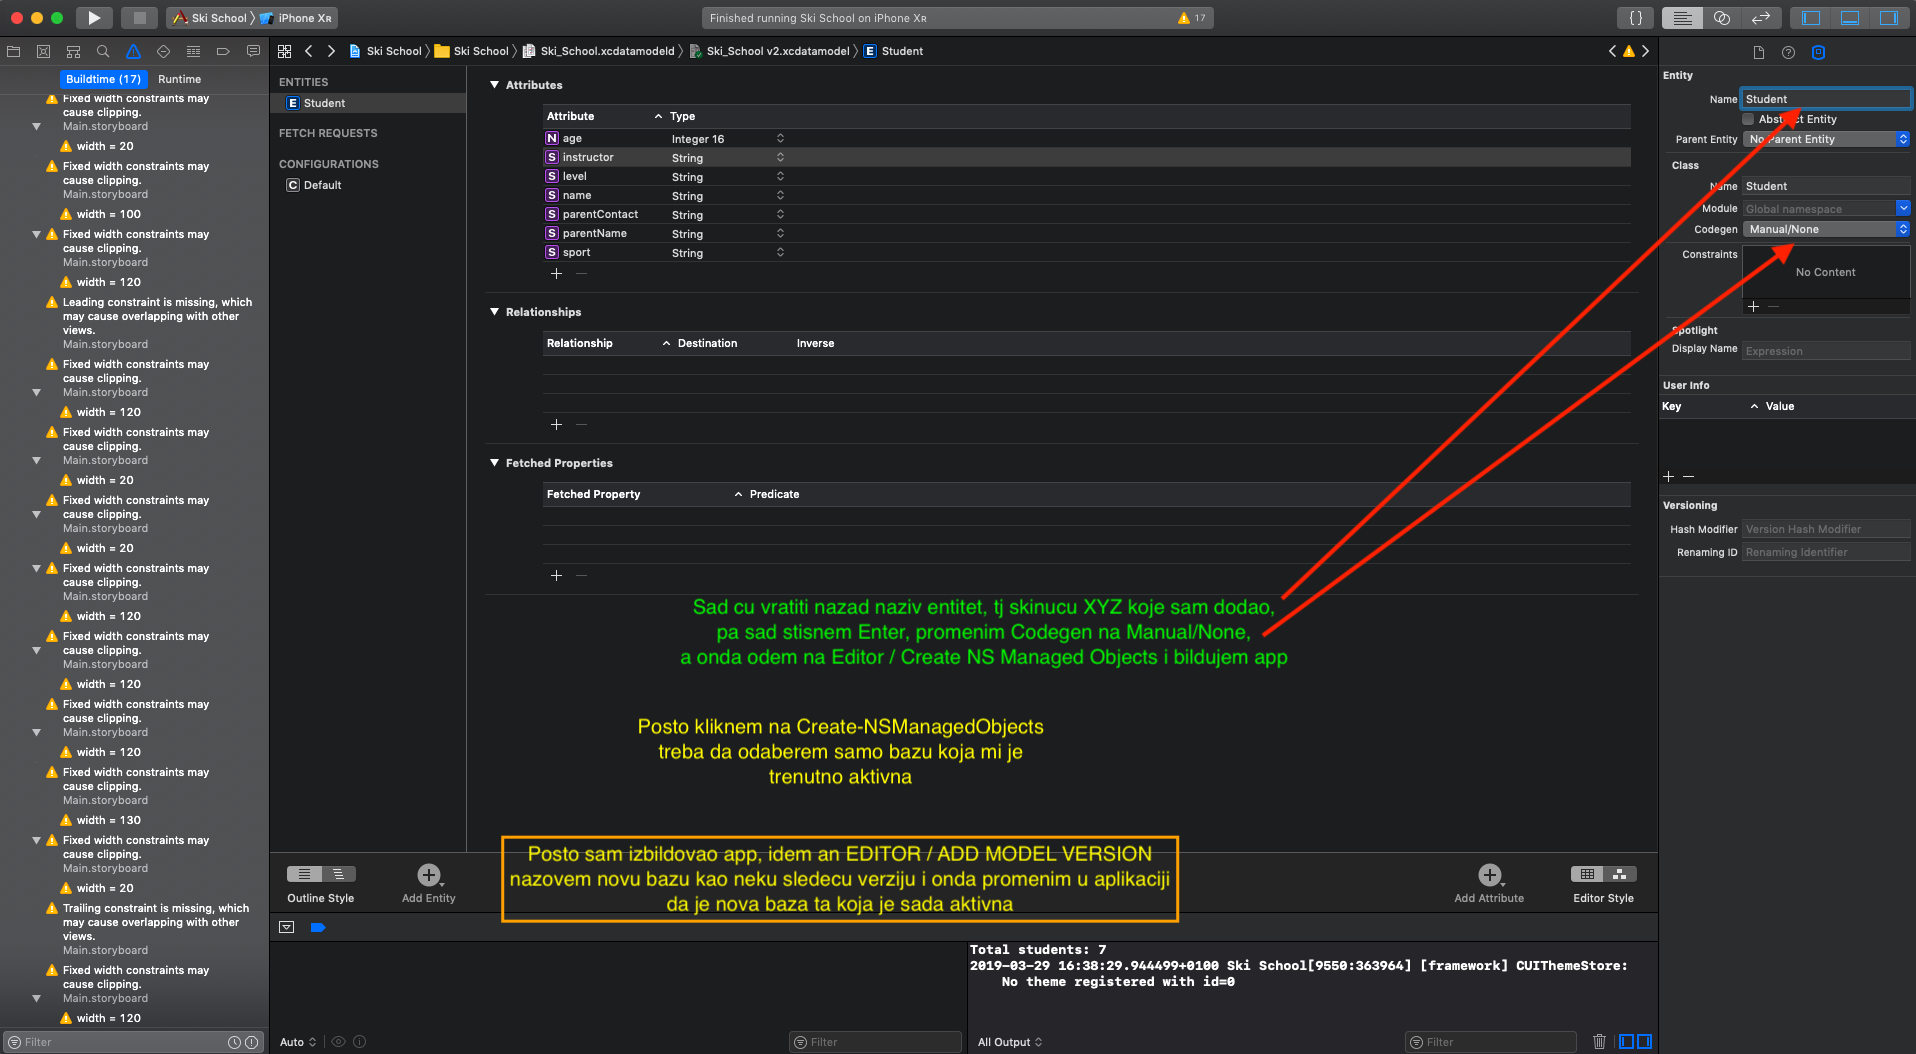 Ski School
iPhone XR
Finished running Ski School on iPhone XR
17
Ski School
Ski School
Ski_School.xcdatamodeld
Ski_School v2.xcdatamodel
E Student
Buildtime (17)
Runtime
Fixed width constraints may
cause clipping.
Main.storyboard
width = 20
Fixed width constraints may
cause clipping.
Main.storyboard
width = 100
Fixed width constraints may
cause clipping.
Main.storyboard
width = 120
Leading constraint is missing, which
may cause overlapping with other
views.
Main.storyboard
Fixed width constraints may
cause clipping.
Main.storyboard
width = 120
Fixed width constraints may
cause clipping.
Main.storyboard
width = 20
Fixed width constraints may
cause clipping.
Main.storyboard
width = 20
Fixed width constraints may
cause clipping.
Main.storyboard
width = 120
Fixed width constraints may
cause clipping.
Main.storyboard
width = 120
Fixed width constraints may
cause clipping.
Main.storyboard
width = 120
Fixed width constraints may
cause clipping.
Main.storyboard
width = 130
Fixed width constraints may
cause clipping.
Main.storyboard
width = 20
Trailing constraint is missing, which
may cause overlapping with other
views.
Main.storyboard
Fixed width constraints may
cause clipping.
Main.storyboard
width = 120
Filter
ENTITIES
E Student
FETCH REQUESTS
CONFIGURATIONS
C Default
Outline Style
Add Entity
Attributes
Attribute Type
N age Integer 16
S instructor String
S level String
S name String
S parentContact String
S parentName String
S sport String
Relationships
Relationship Destination Inverse
Fetched Properties
Fetched Property Predicate
Sad cu vratiti nazad naziv entitet, tj skinucu XYZ koje sam dodao,
pa sad stisnem Enter, promenim Codegen na Manual/None,
a onda odem na Editor / Create NS Managed Objects i bildujem app
Posto kliknem na Create-NSManagedObjects
treba da odaberem samo bazu koja mi je
trenutno aktivna
Posto sam izbildovao app, idem an EDITOR / ADD MODEL VERSION
nazovem novu bazu kao neku sledecu verziju i onda promenim u aplikaciji
da je nova baza ta koja je sada aktivna
Add Attribute
Editor Style
Total students: 7
2019-03-29 16:38:29.944499+0100 Ski School[9550:363964] [framework] CUIThemeStore:
No theme registered with id=0
Auto
Filter
All Output
Filter
Entity
Name Student
Abstract Entity
Parent Entity No Parent Entity
Class
Name Student
Module Global namespace
Codegen Manual/None
Constraints
No Content
Spotlight
Display Name Expression
User Info
Key Value
Versioning
Hash Modifier Version Hash Modifier
Renaming ID Renaming Identifier